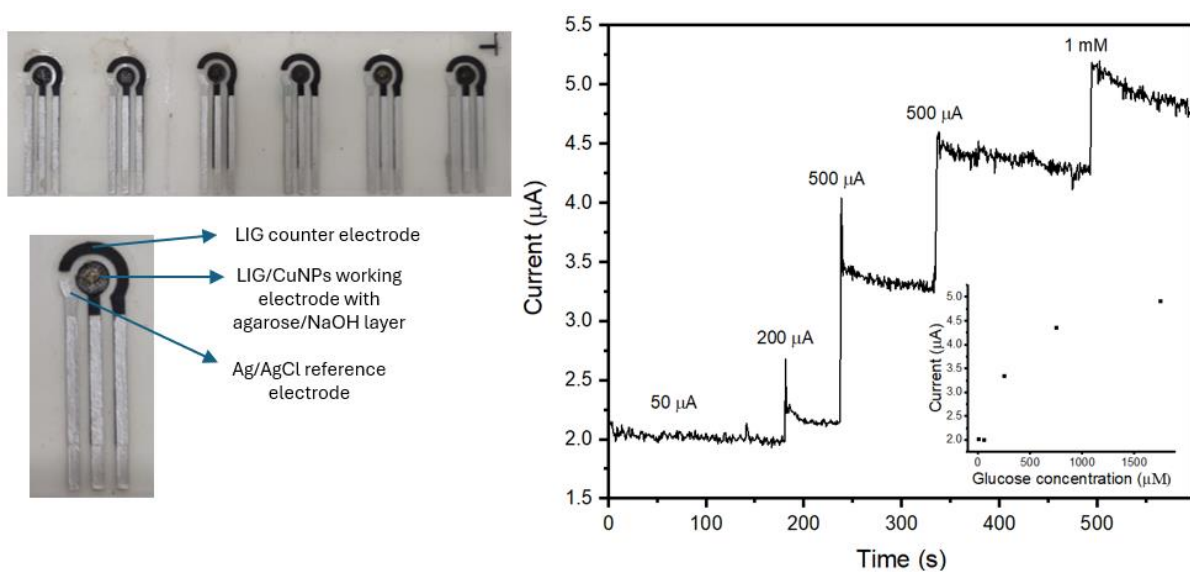 LIG counter electrode
LIG/CuNPs working
electrode with
agarose/NaOH layer
Ag/AgCl reference
electrode
Current (µA)
5.5
5.0
4.5
4.0
3.5
3.0
2.5
2.0
1.5
50 µA
200 µA
500 µA
500 µA
1 mM
0
100
200
300
400
500
Time (s)
Current (µA)
5.0
4.5
4.0
3.5
3.0
2.5
2.0
0
500
1000
1500
Glucose concentration (µM)